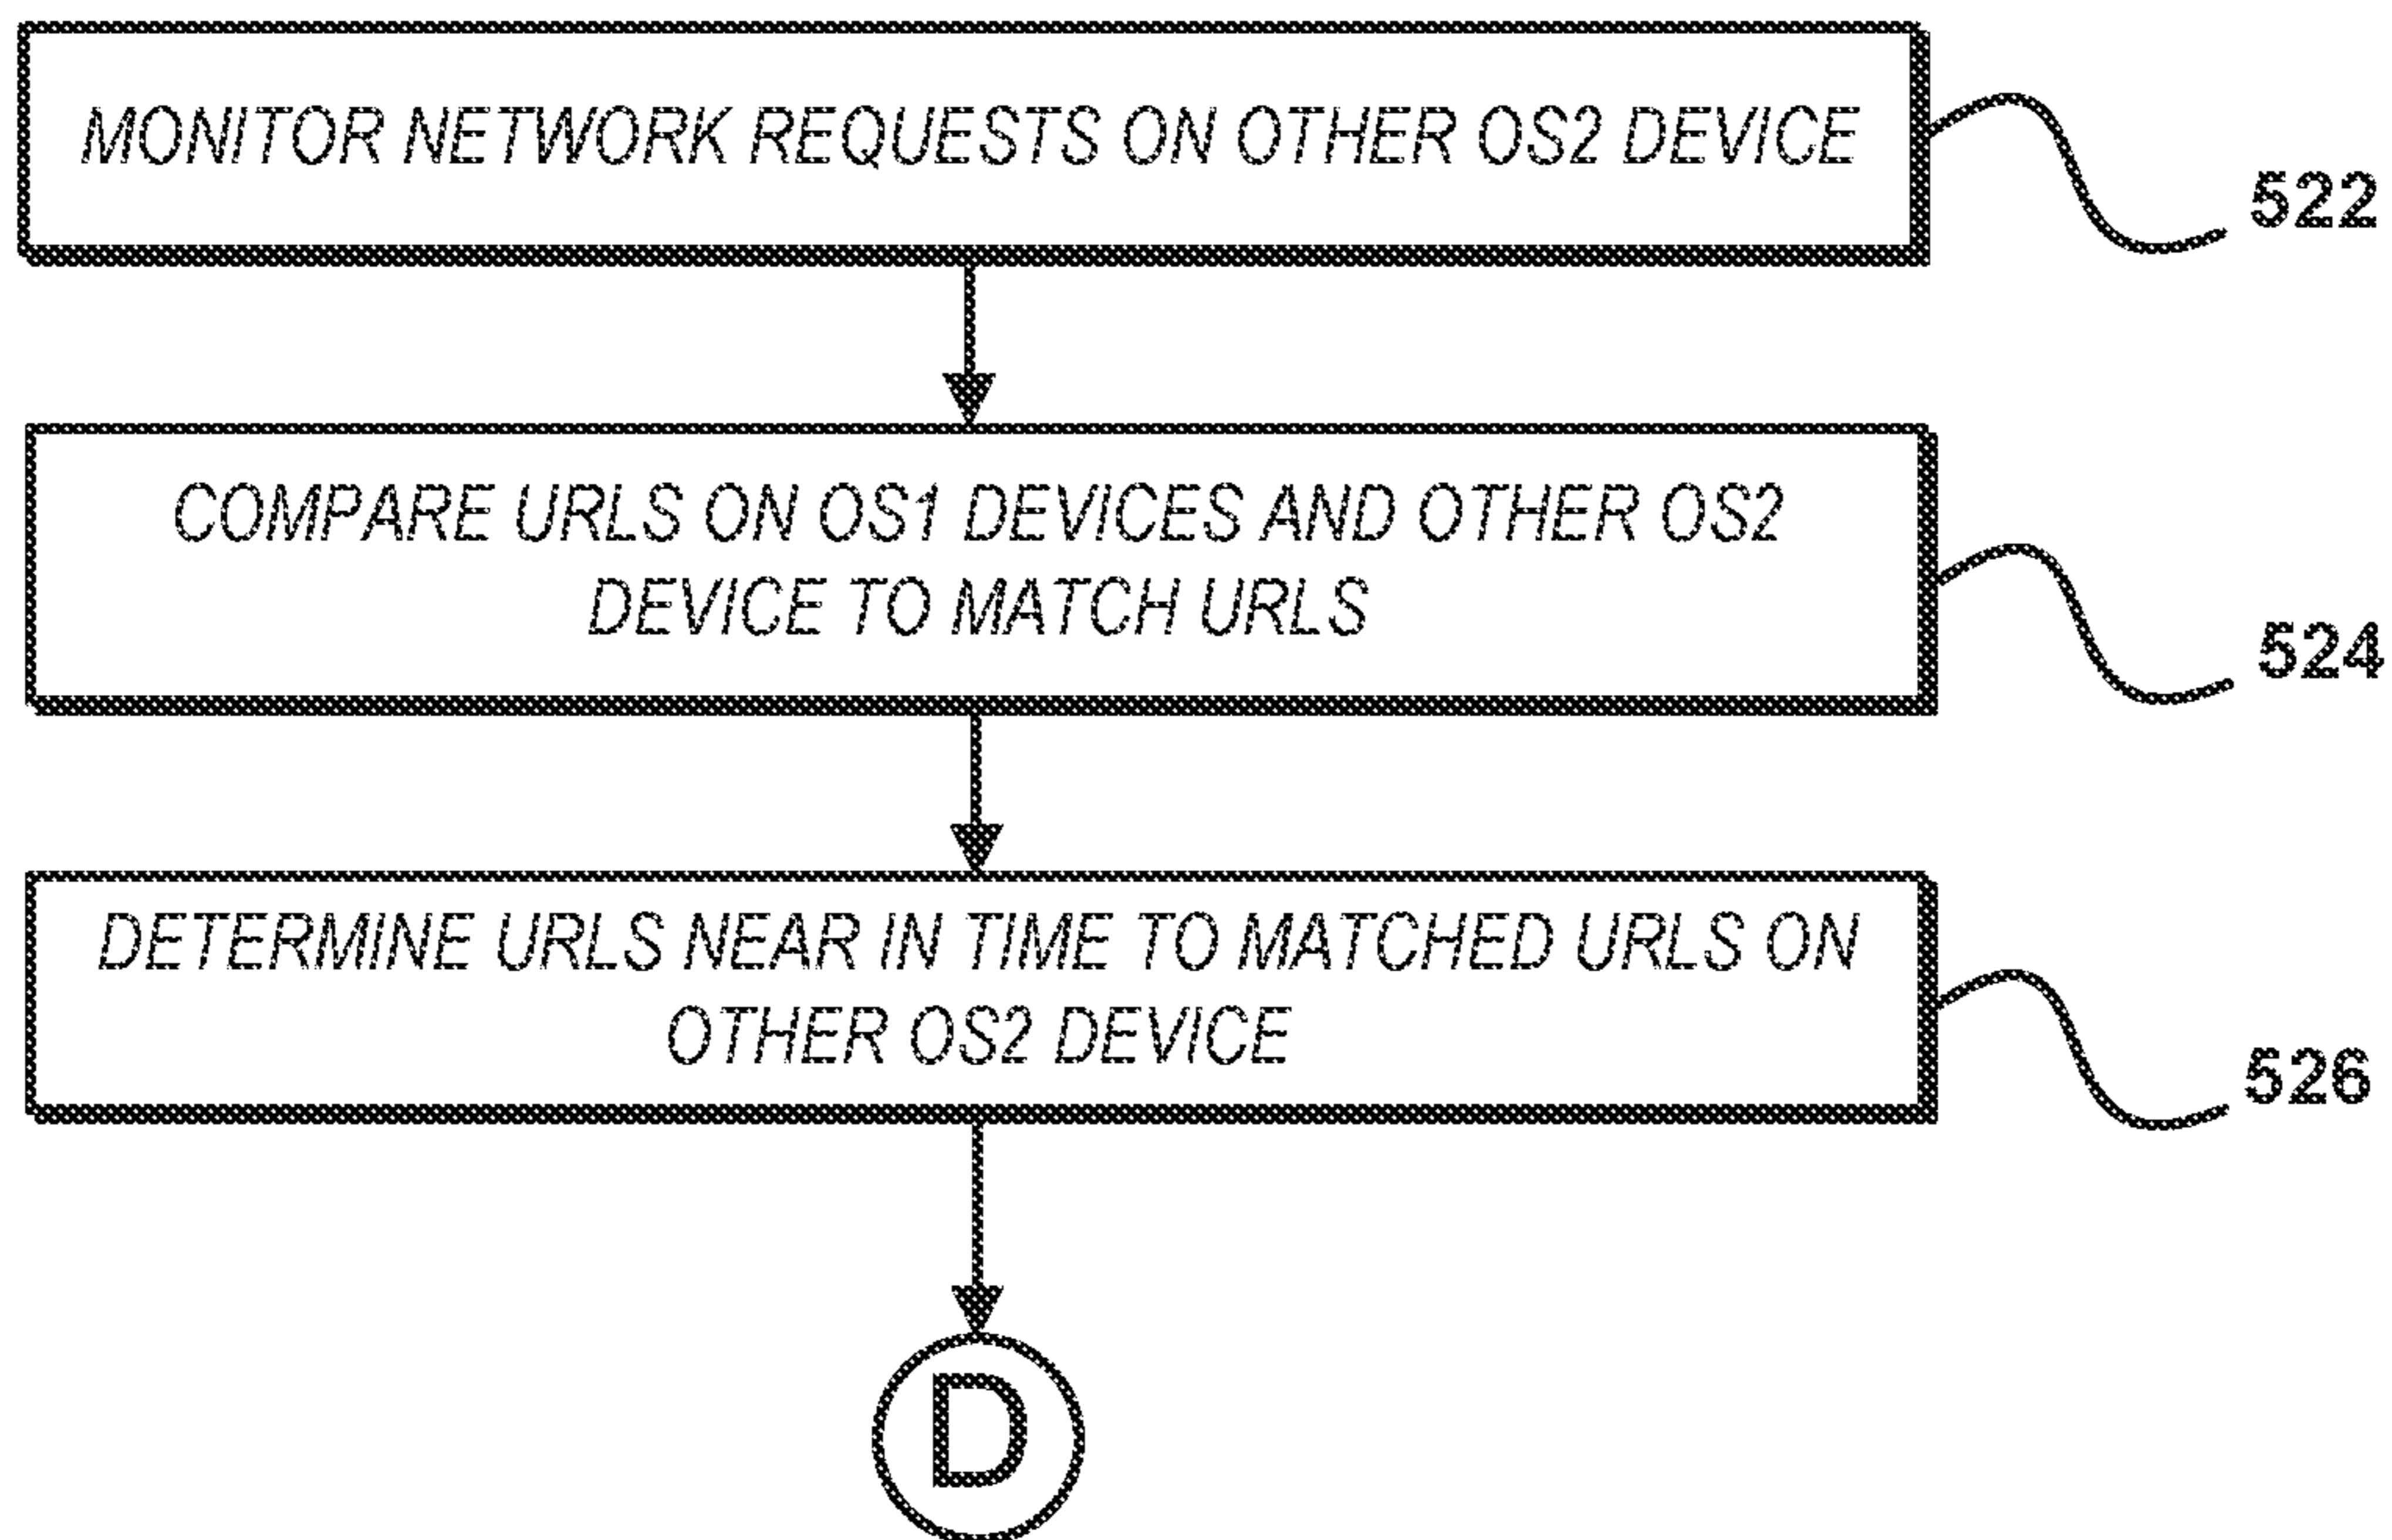 MONITOR NETWORK REQUESTS ON OTHER OS2 DEVICE
522
COMPARE URLS ON OS1 DEVICES AND OTHER OS2
DEVICE TO MATCH URLS
524
DETERMINE URLS NEAR IN TIME TO MATCHED URLS ON
OTHER OS2 DEVICE
526
D